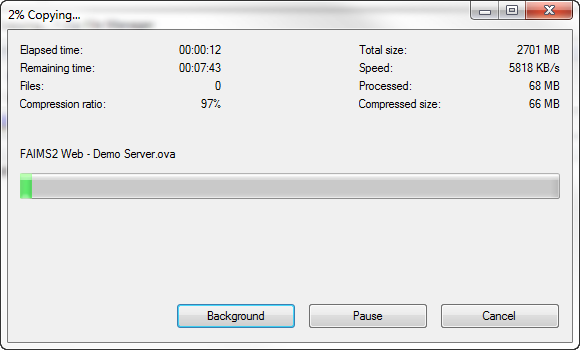 2% Copying...
Elapsed time: 00:00:12 Total size: 2701 MB
Remaining time: 00:07:43 Speed: 5818 KB/s
Files: 0 Processed: 68 MB
Compression ratio: 97% Compressed size: 66 MB
FAIMS2 Web - Demo Server.ova
Background Pause Cancel